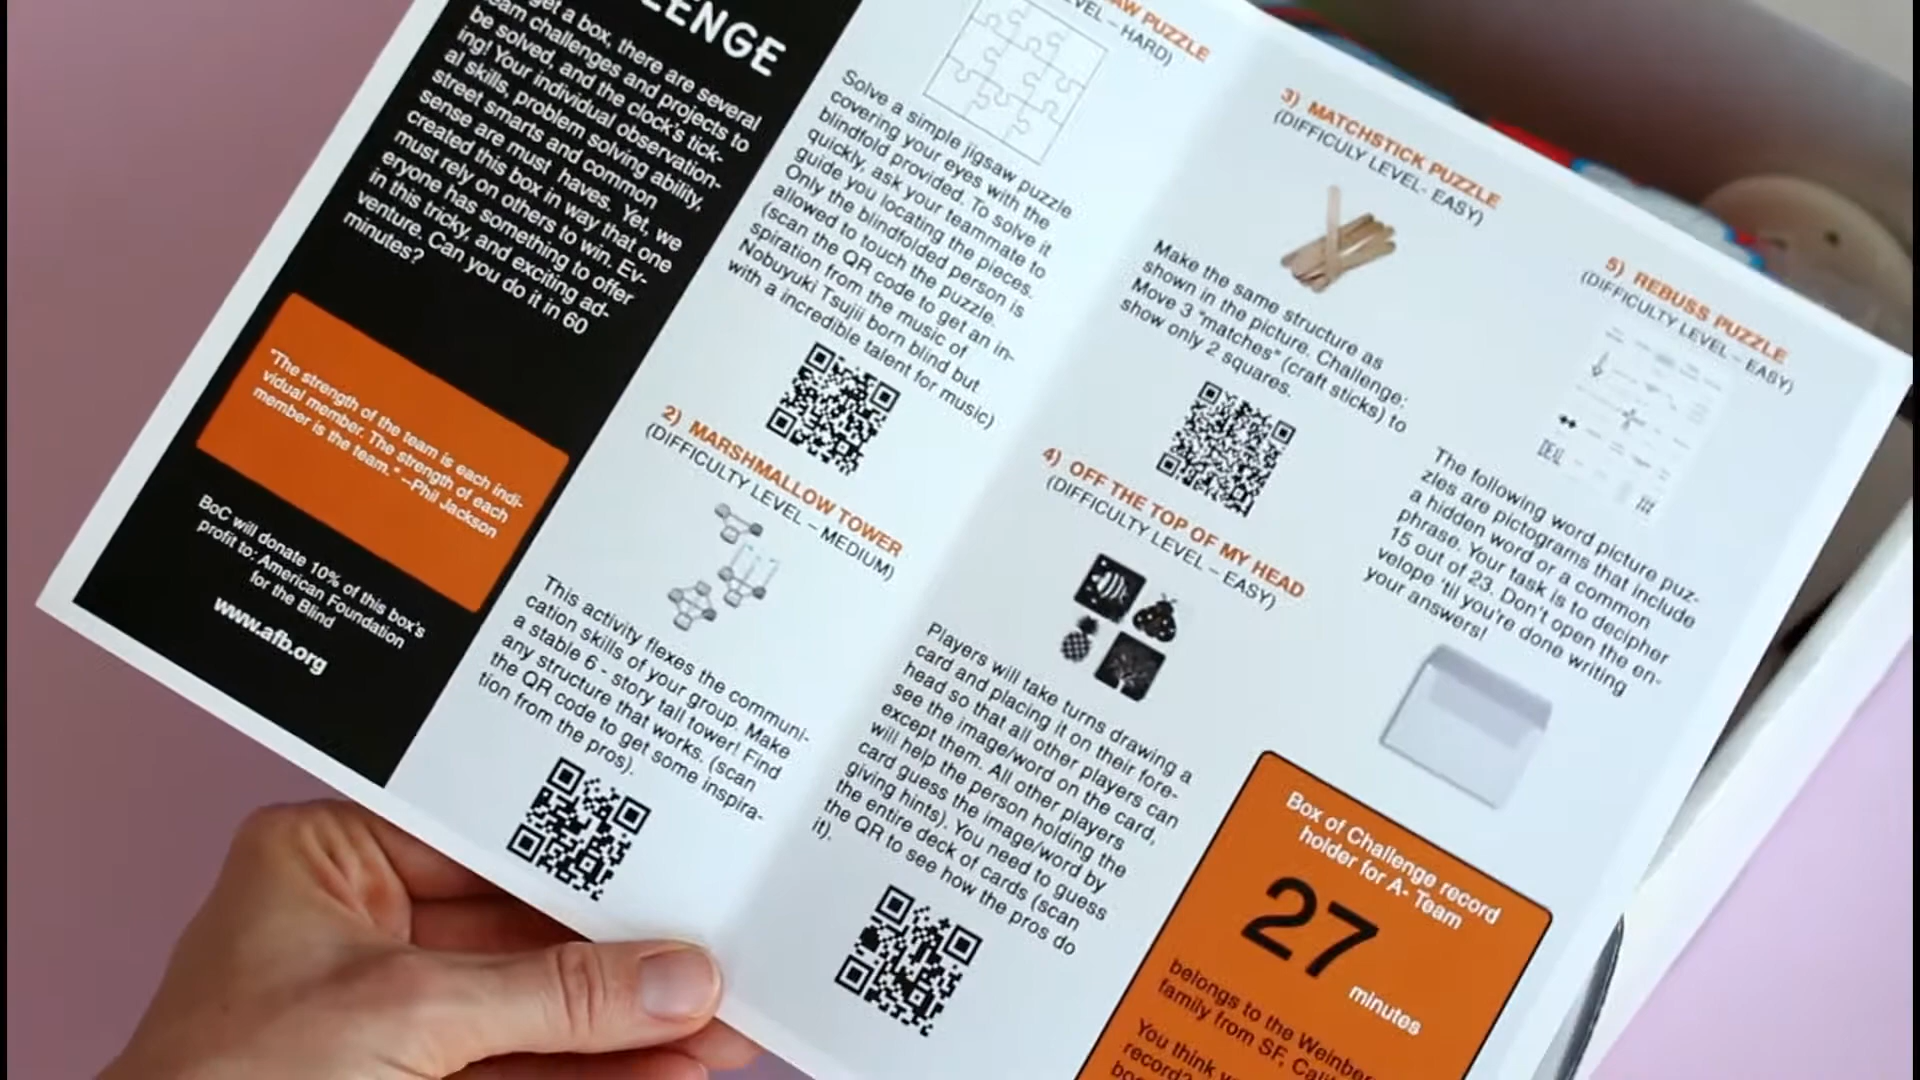 get a box, there are several
team challenges and projects to
be solved, and the clock's tick-
ing! Your individual observation-
al skills, problem solving ability,
street smarts and common
sense are must haves. Yet, we
created this box in way that one
must rely on others to win. Ev-
eryone has something to offer
in this tricky, and exciting ad-
venture. Can you do it in 60
minutes?
"The strength of the team is each indi-
vidual member. The strength of each
member is the team." --Phil Jackson
BoC will donate 10% of this box's
profit to: American Foundation
for the Blind
www.afb.org
PUZZLE
– HARD)
Solve a simple jigsaw puzzle
covering your eyes with the
blindfold provided. To solve it
quickly, ask your teammate to
guide you locating the pieces.
Only the blindfolded person is
allowed to touch the puzzle.
(scan the QR code to get an in-
spiration from the music of
Nobuyuki Tsujii born blind but
with a incredible talent for music)
2) MARSHMALLOW TOWER
(DIFFICULTY LEVEL – MEDIUM)
This activity flexes the communi-
cation skills of your group. Make
a stable 6 - story tall tower! Find
any structure that works. (scan
the QR code to get some inspira-
tion from the pros).
3) MATCHSTICK PUZZLE
(DIFFICULY LEVEL- EASY)
Make the same structure as
shown in the picture. Challenge:
Move 3 "matches" (craft sticks) to
show only 2 squares.
4) OFF THE TOP OF MY HEAD
(DIFFICULTY LEVEL – EASY)
Players will take turns drawing a
card and placing it on their fore-
head so that all other players can
see the image/word on the card,
except them. All other players
will help the person holding the
card guess the image/word by
giving hints). You need to guess
the entire deck of cards (scan
the QR to see how the pros do
it).
5) REBUSS PUZZLE
(DIFFICULTY LEVEL – EASY)
The following word picture puz-
zles are pictograms that include
a hidden word or a common
phrase. Your task is to decipher
15 out of 23. Don't open the en-
velope 'til you're done writing
your answers!
Box of Challenge record
holder for A- Team
27
minutes
belongs to the
family from SF,
You think